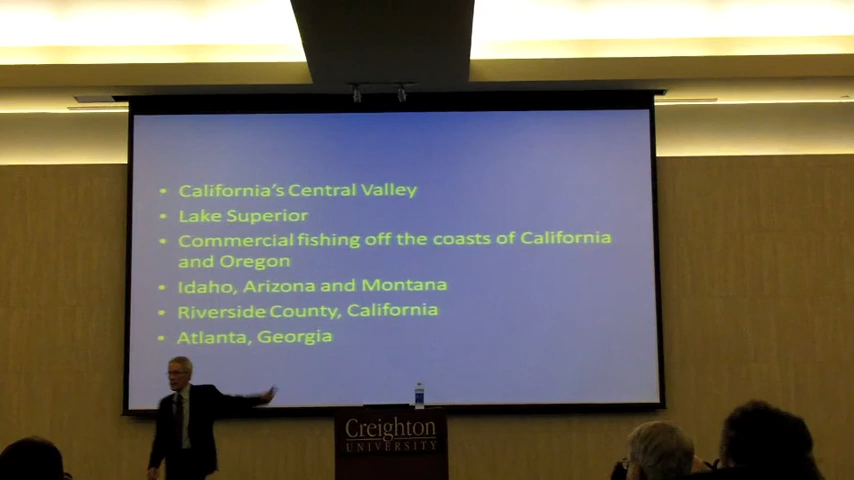 • California's Central Valley
• Lake Superior
• Commercial fishing off the coasts of California
and Oregon
• Idaho, Arizona and Montana
• Riverside County, California
• Atlanta, Georgia
Creighton
UNIVERSITY